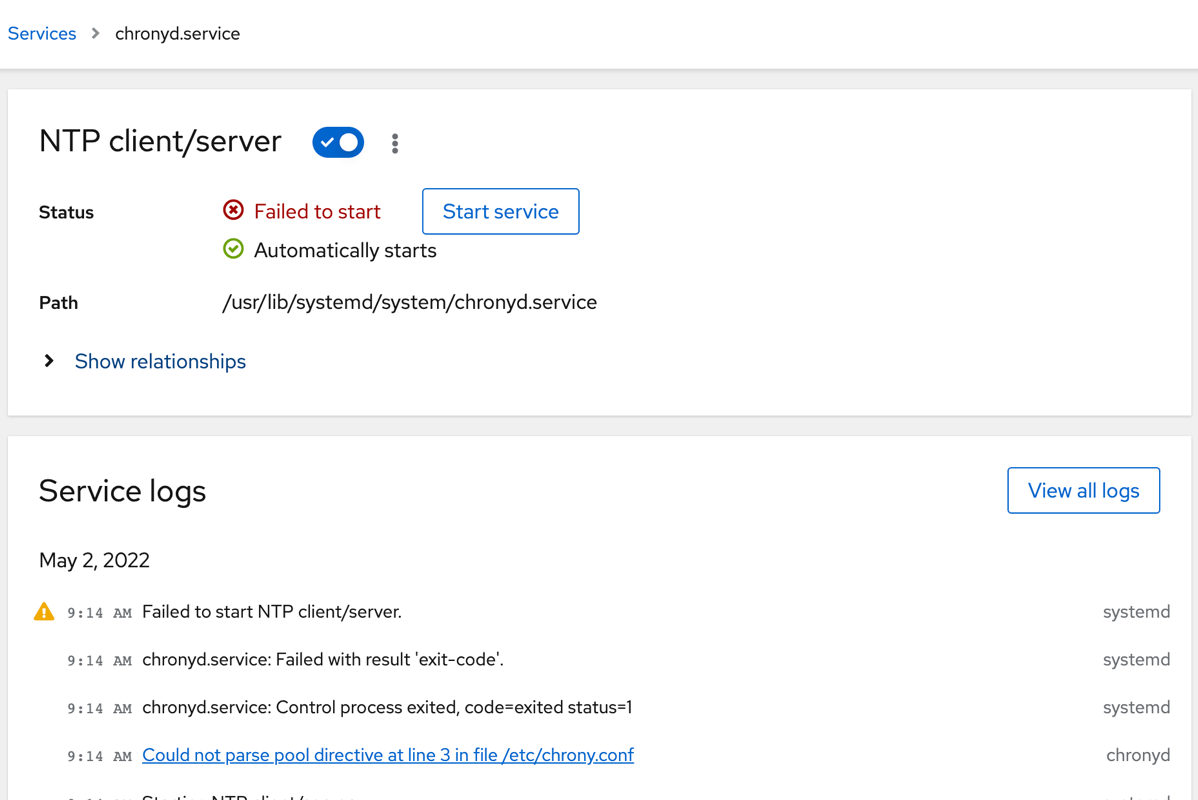 Services > chronyd.service
NTP client/server
Status Failed to start Start service
Automatically starts
Path /usr/lib/systemd/system/chronyd.service
Show relationships
Service logs View all logs
May 2, 2022
9:14 AM Failed to start NTP client/server. systemd
9:14 AM chronyd.service: Failed with result 'exit-code'. systemd
9:14 AM chronyd.service: Control process exited, code=exited status=1 systemd
9:14 AM Could not parse pool directive at line 3 in file /etc/chrony.conf chronyd